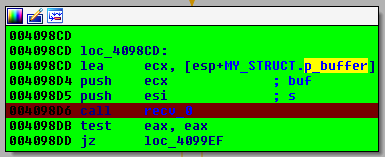 004098CD
004098CD loc_4098CD:
004098CD lea ecx, [esp+MY_STRUCT.p_buffer]
004098D4 push ecx ; buf
004098D5 push esi ; s
004098D6 call
004098DB test eax, eax
004098DD jz loc_4099EF